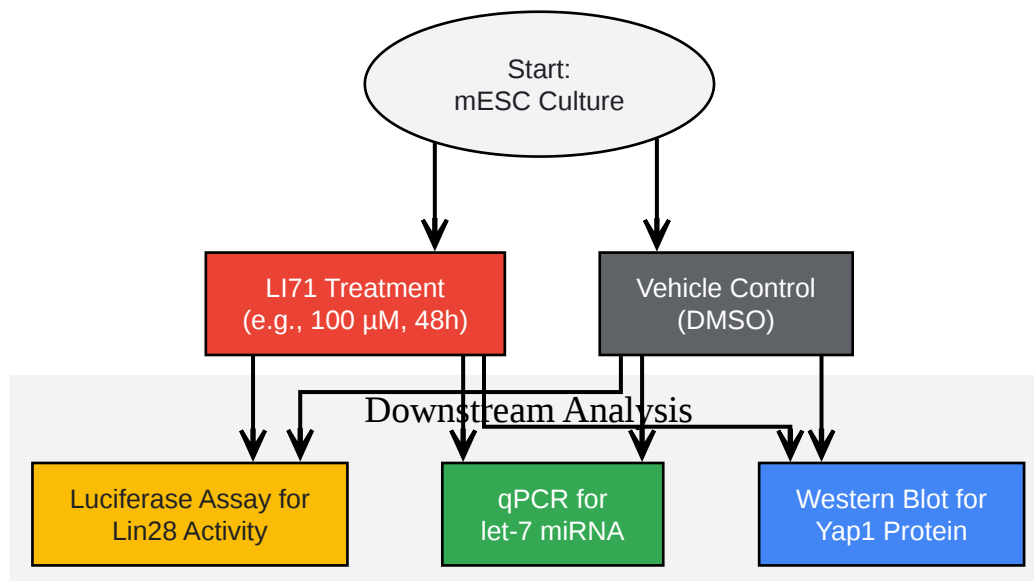 Start:
mESC Culture
LI71 Treatment
(e.g., 100 µM, 48h)
Vehicle Control
(DMSO)
Downstream Analysis
Luciferase Assay for
Lin28 Activity
qPCR for
let-7 miRNA
Western Blot for
Yap1 Protein